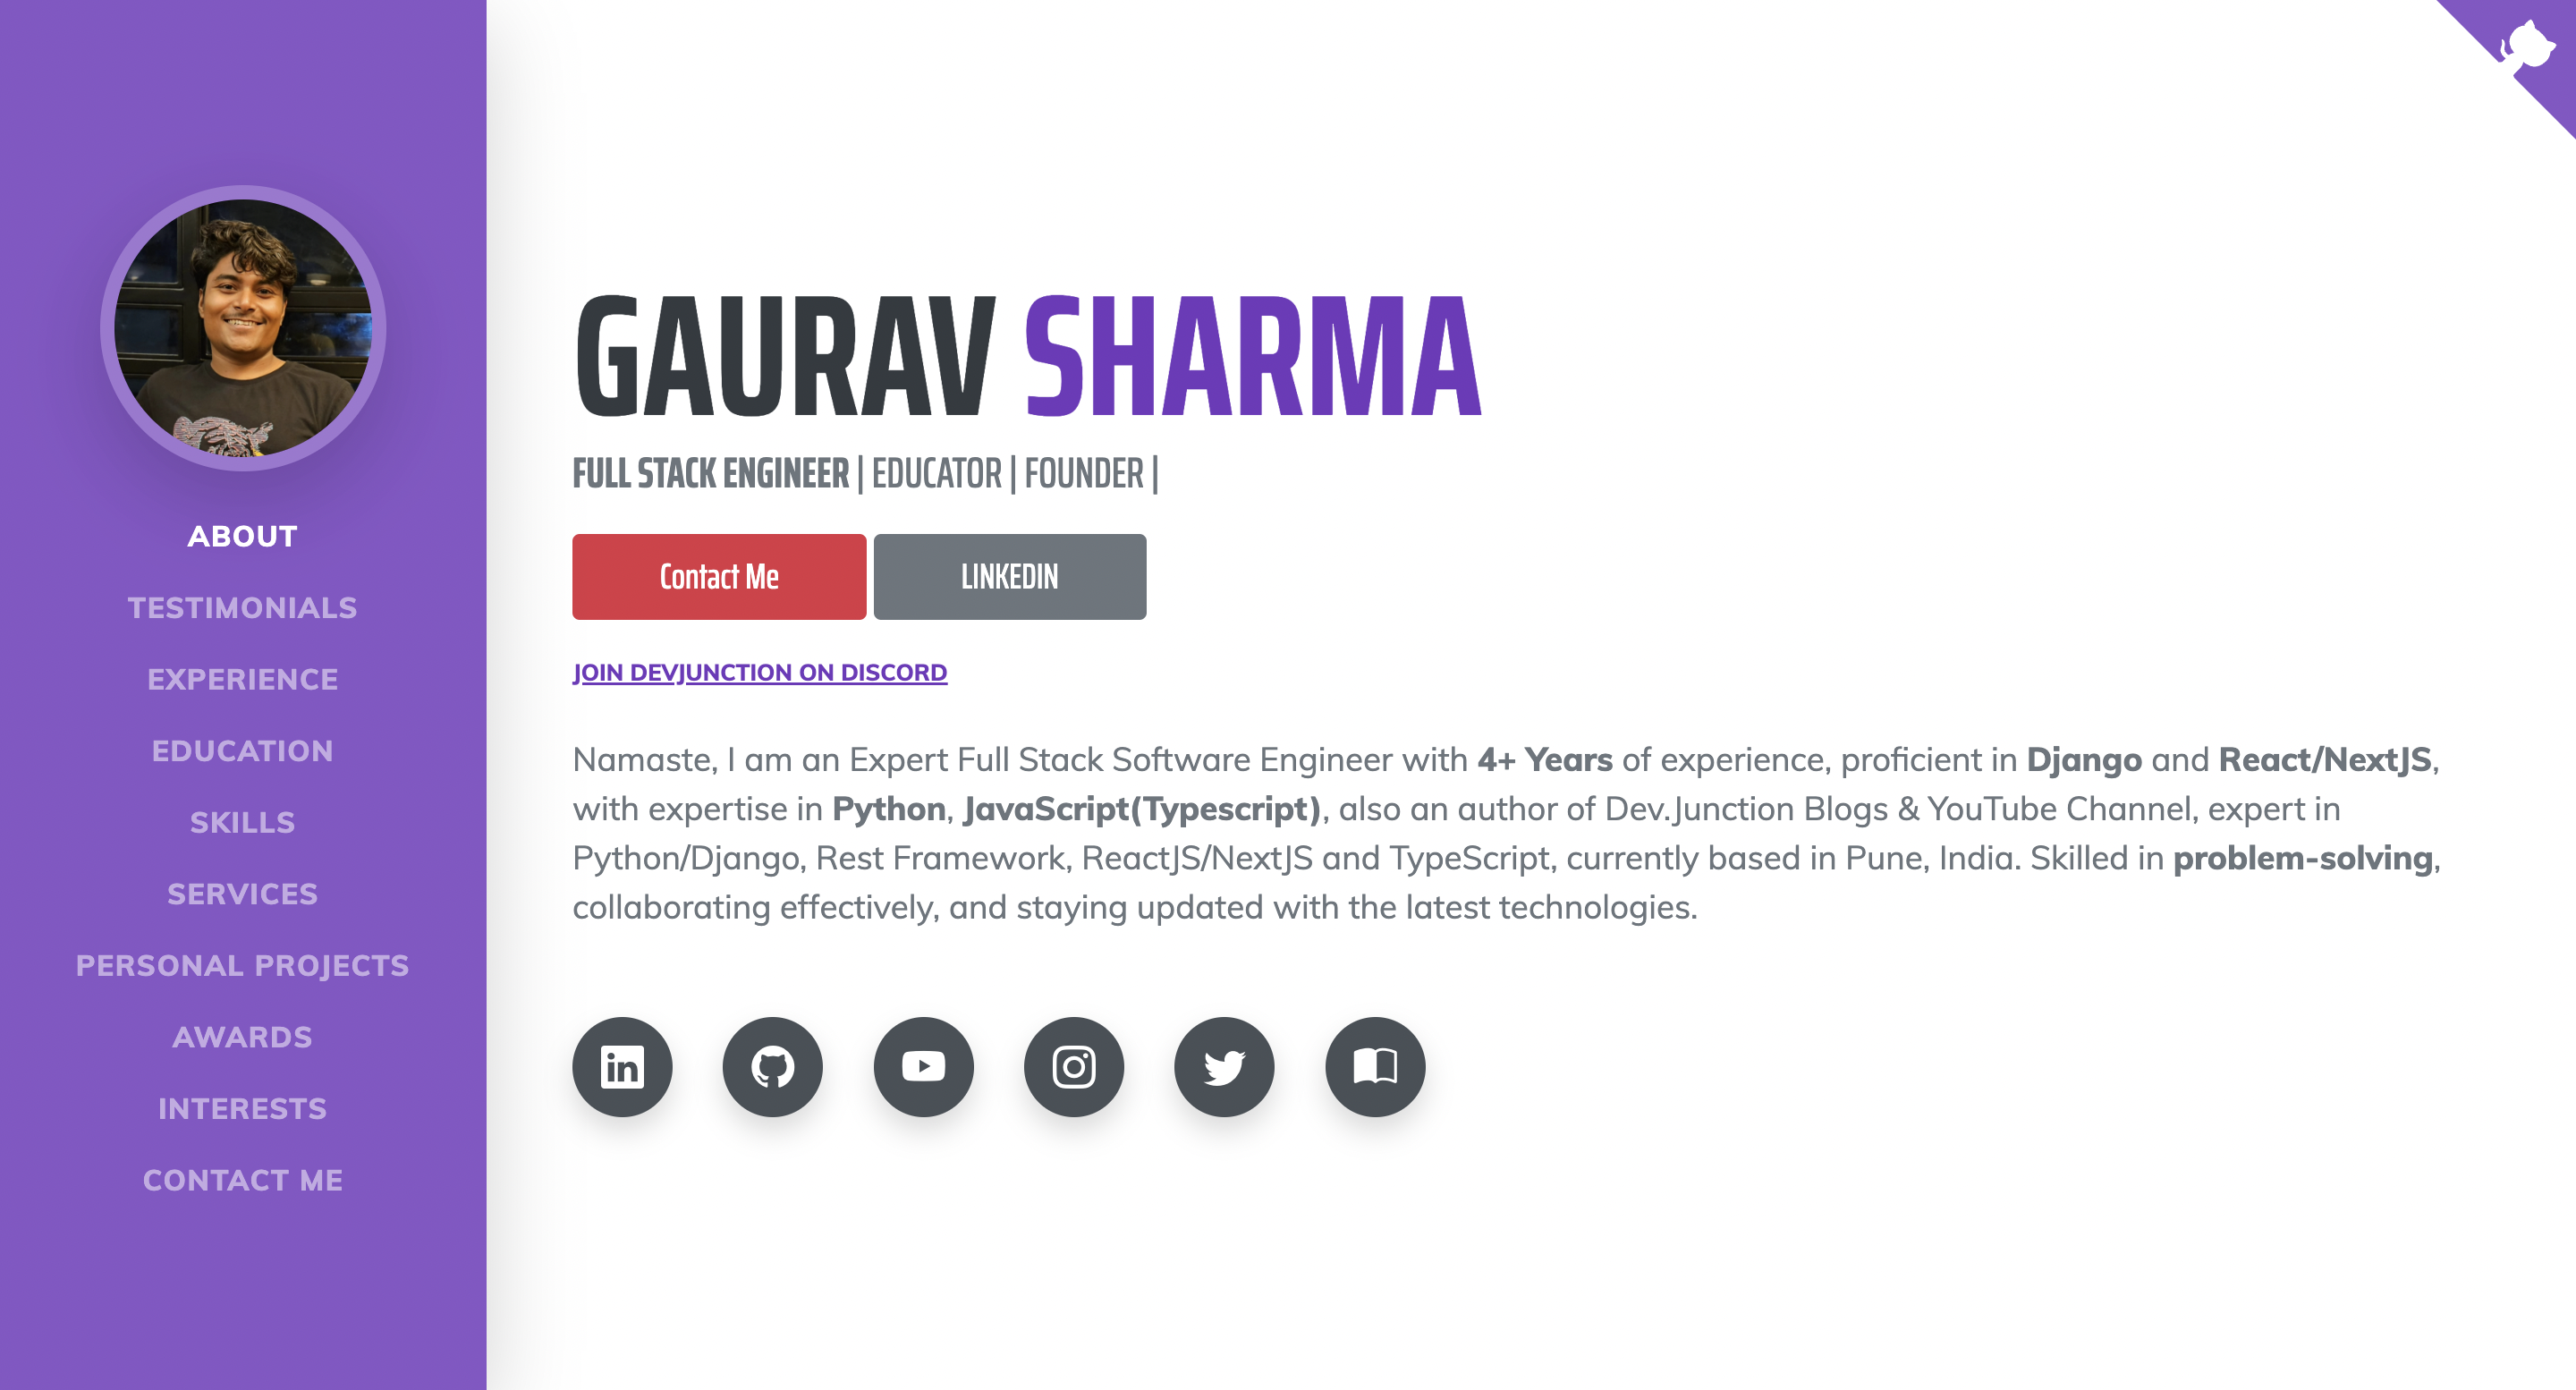 ABOUT
TESTIMONIALS
EXPERIENCE
EDUCATION
SKILLS
SERVICES
PERSONAL PROJECTS
AWARDS
INTERESTS
CONTACT ME
GAURAV SHARMA
FULL STACK ENGINEER | EDUCATOR | FOUNDER |
Contact Me
LINKEDIN
JOIN DEVJUNCTION ON DISCORD
Namaste, I am an Expert Full Stack Software Engineer with 4+ Years of experience, proficient in Django and React/NextJS,
with expertise in Python, JavaScript(Typescript), also an author of Dev.Junction Blogs & YouTube Channel, expert in
Python/Django, Rest Framework, ReactJS/NextJS and TypeScript, currently based in Pune, India. Skilled in problem-solving,
collaborating effectively, and staying updated with the latest technologies.
in